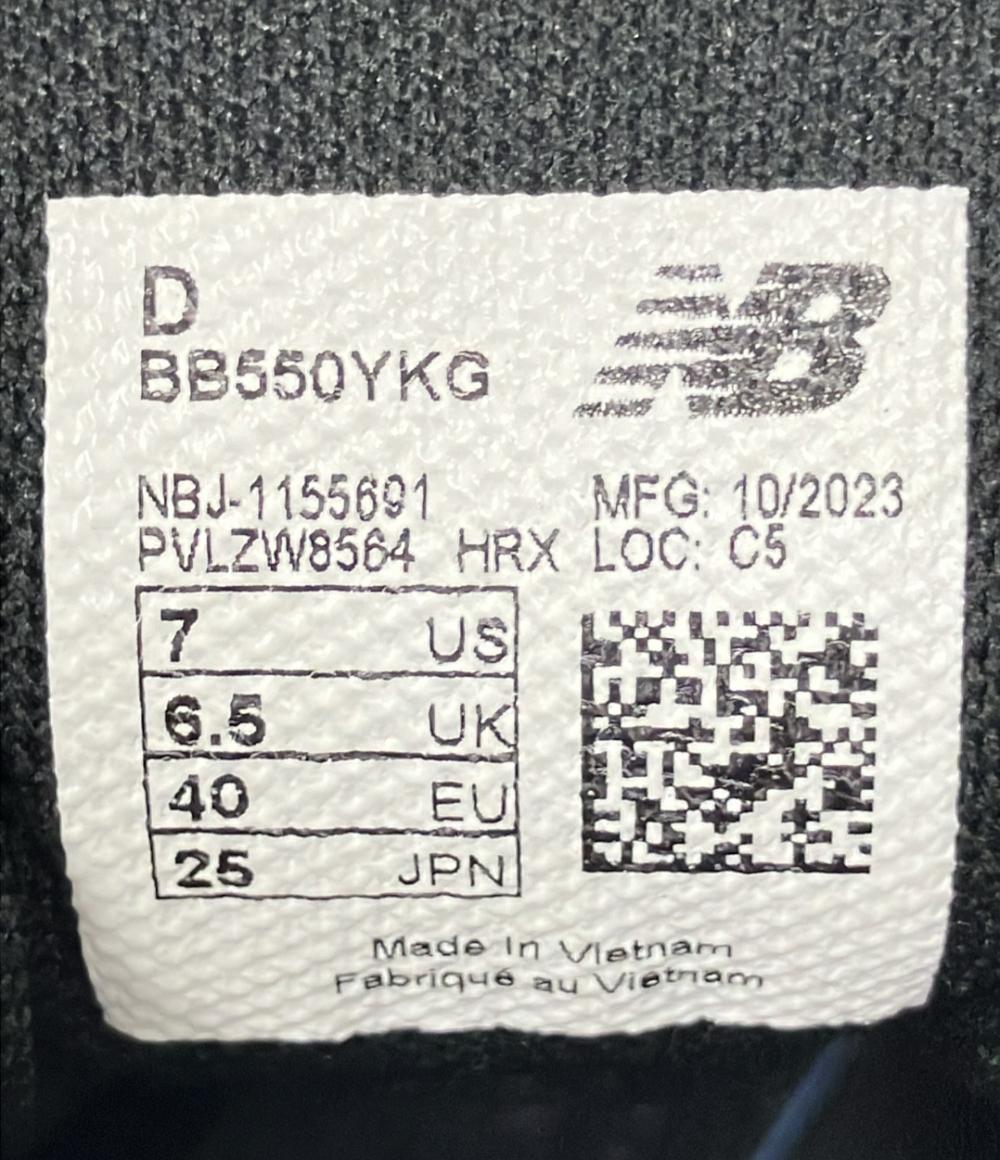 D
BB550YKG
NB
NBJ-1155691
MFG: 10/2023
PVLZW8564 HRX
LOC: C5
7 US
6.5 UK
40 EU
25 JPN
Made In Vietnam
Fabriqué au Vietnam